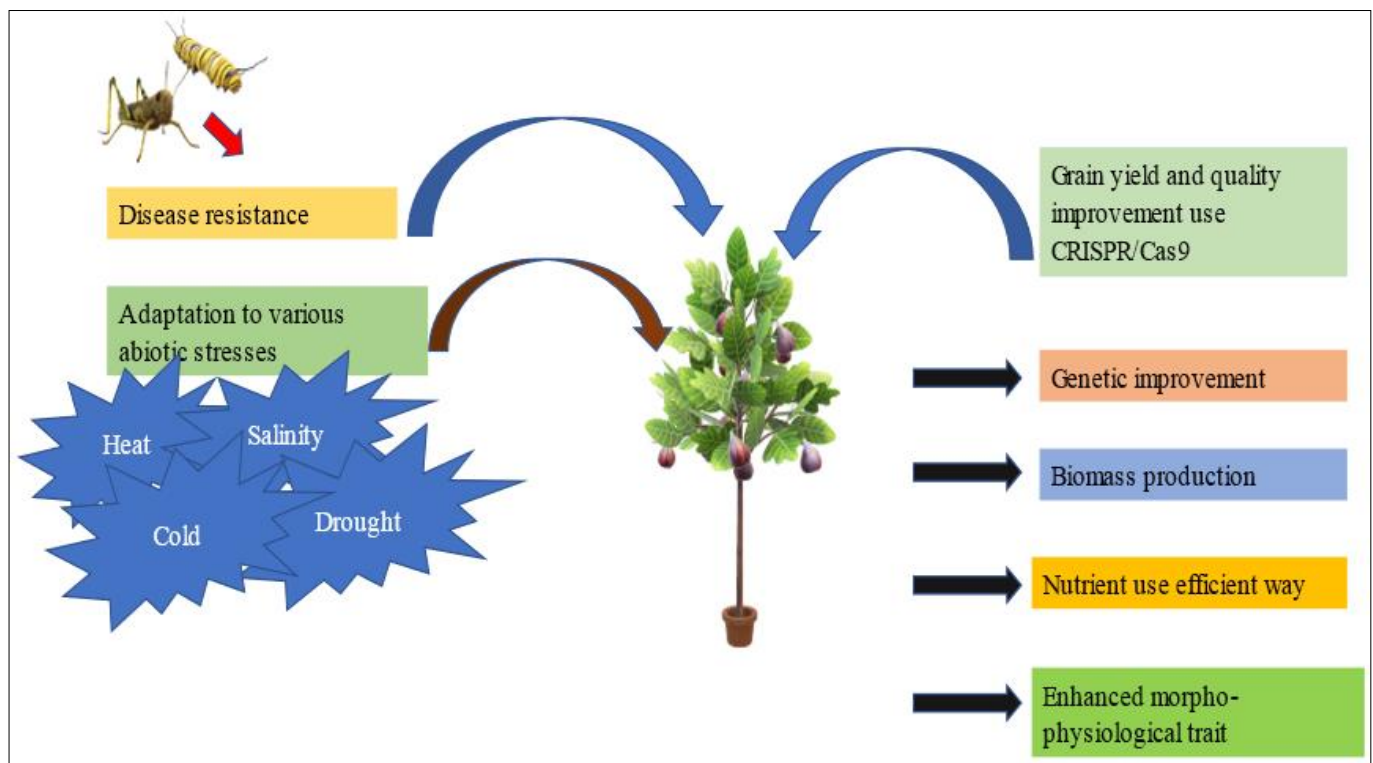 Disease resistance
Adaptation to various
abiotic stresses
Heat
Salinity
Cold
Drought
Grain yield and quality
improvement use
CRISPR/Cas9
Genetic improvement
Biomass production
Nutrient use efficient way
Enhanced morpho-
physiological trait